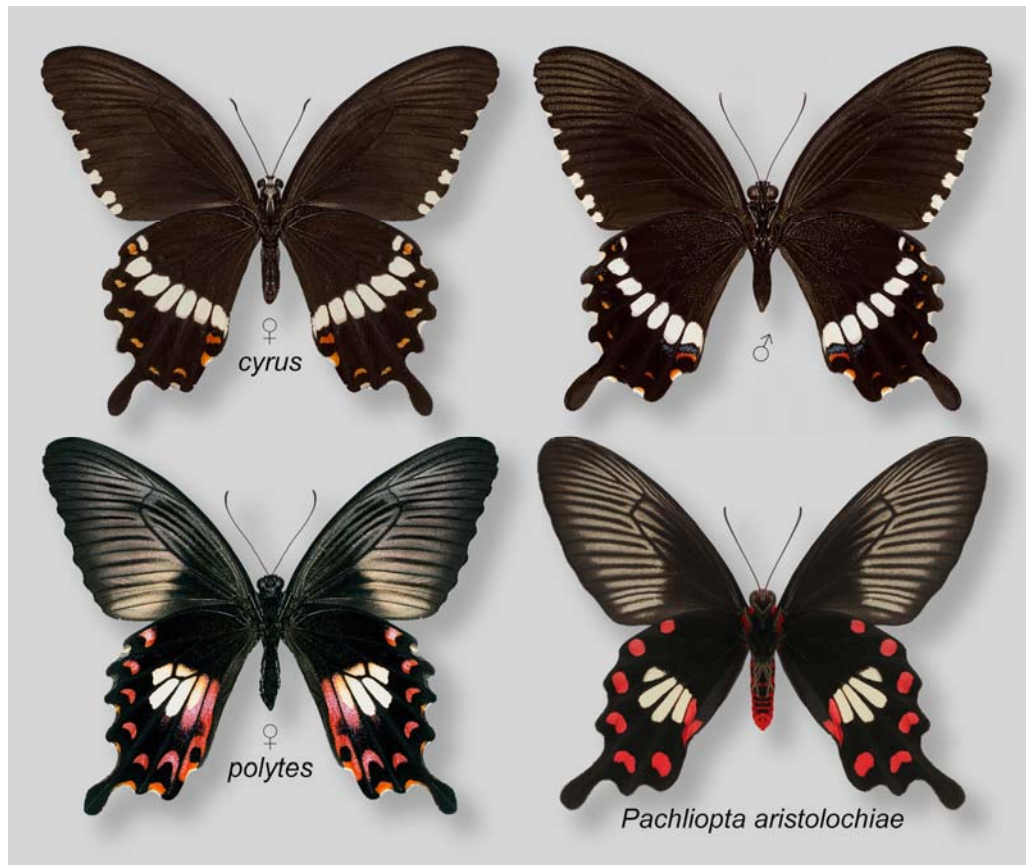 ♀
cyrus
♂
♀
polytes
Pachliopta aristolochiae